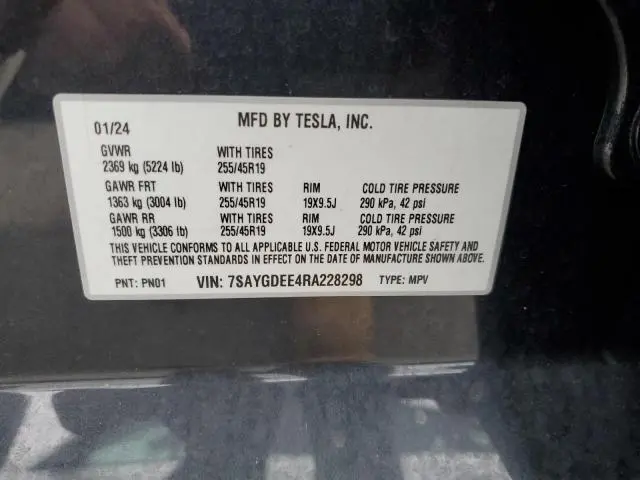 01/24 MFD BY TESLA, INC.
GVWR WITH TIRES
2369 kg (5224 lb) 255/45R19
GAWR FRT WITH TIRES RIM COLD TIRE PRESSURE
1363 kg (3004 lb) 255/45R19 19X9.5J 290 kPa, 42 psi
GAWR RR WITH TIRES RIM COLD TIRE PRESSURE
1500 kg (3306 lb) 255/45R19 19X9.5J 290 kPa, 42 psi
THIS VEHICLE CONFORMS TO ALL APPLICABLE U.S. FEDERAL MOTOR VEHICLE SAFETY AND
THEFT PREVENTION STANDARDS IN EFFECT ON THE DATE OF MANUFACTURE SHOWN ABOVE.
PNT: PN01 VIN: 7SAYGDEE4RA228298 TYPE: MPV